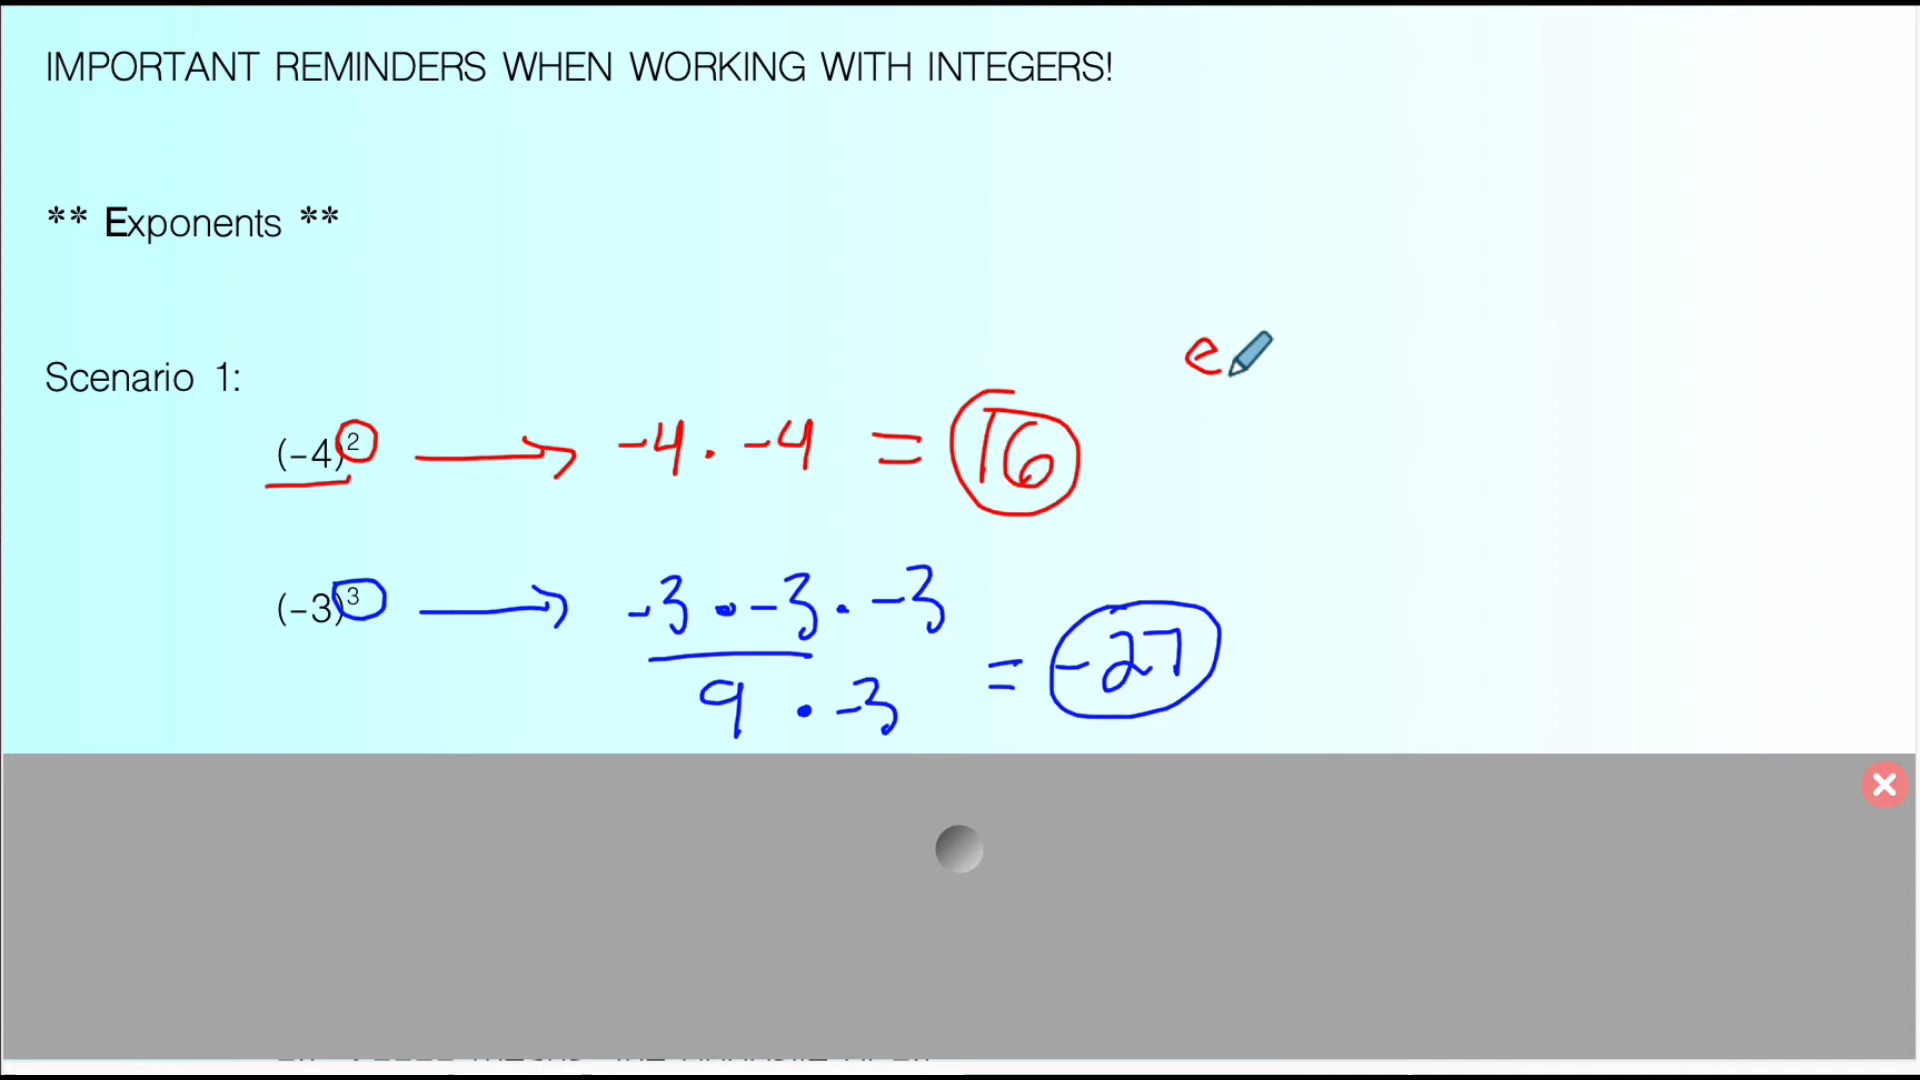 IMPORTANT REMINDERS WHEN WORKING WITH INTEGERS!
** Exponents **
e
Scenario 1:
(-4)² → -4 · -4 = 16
(-3)³ → -3 · -3 · -3
9 · -3 = -27